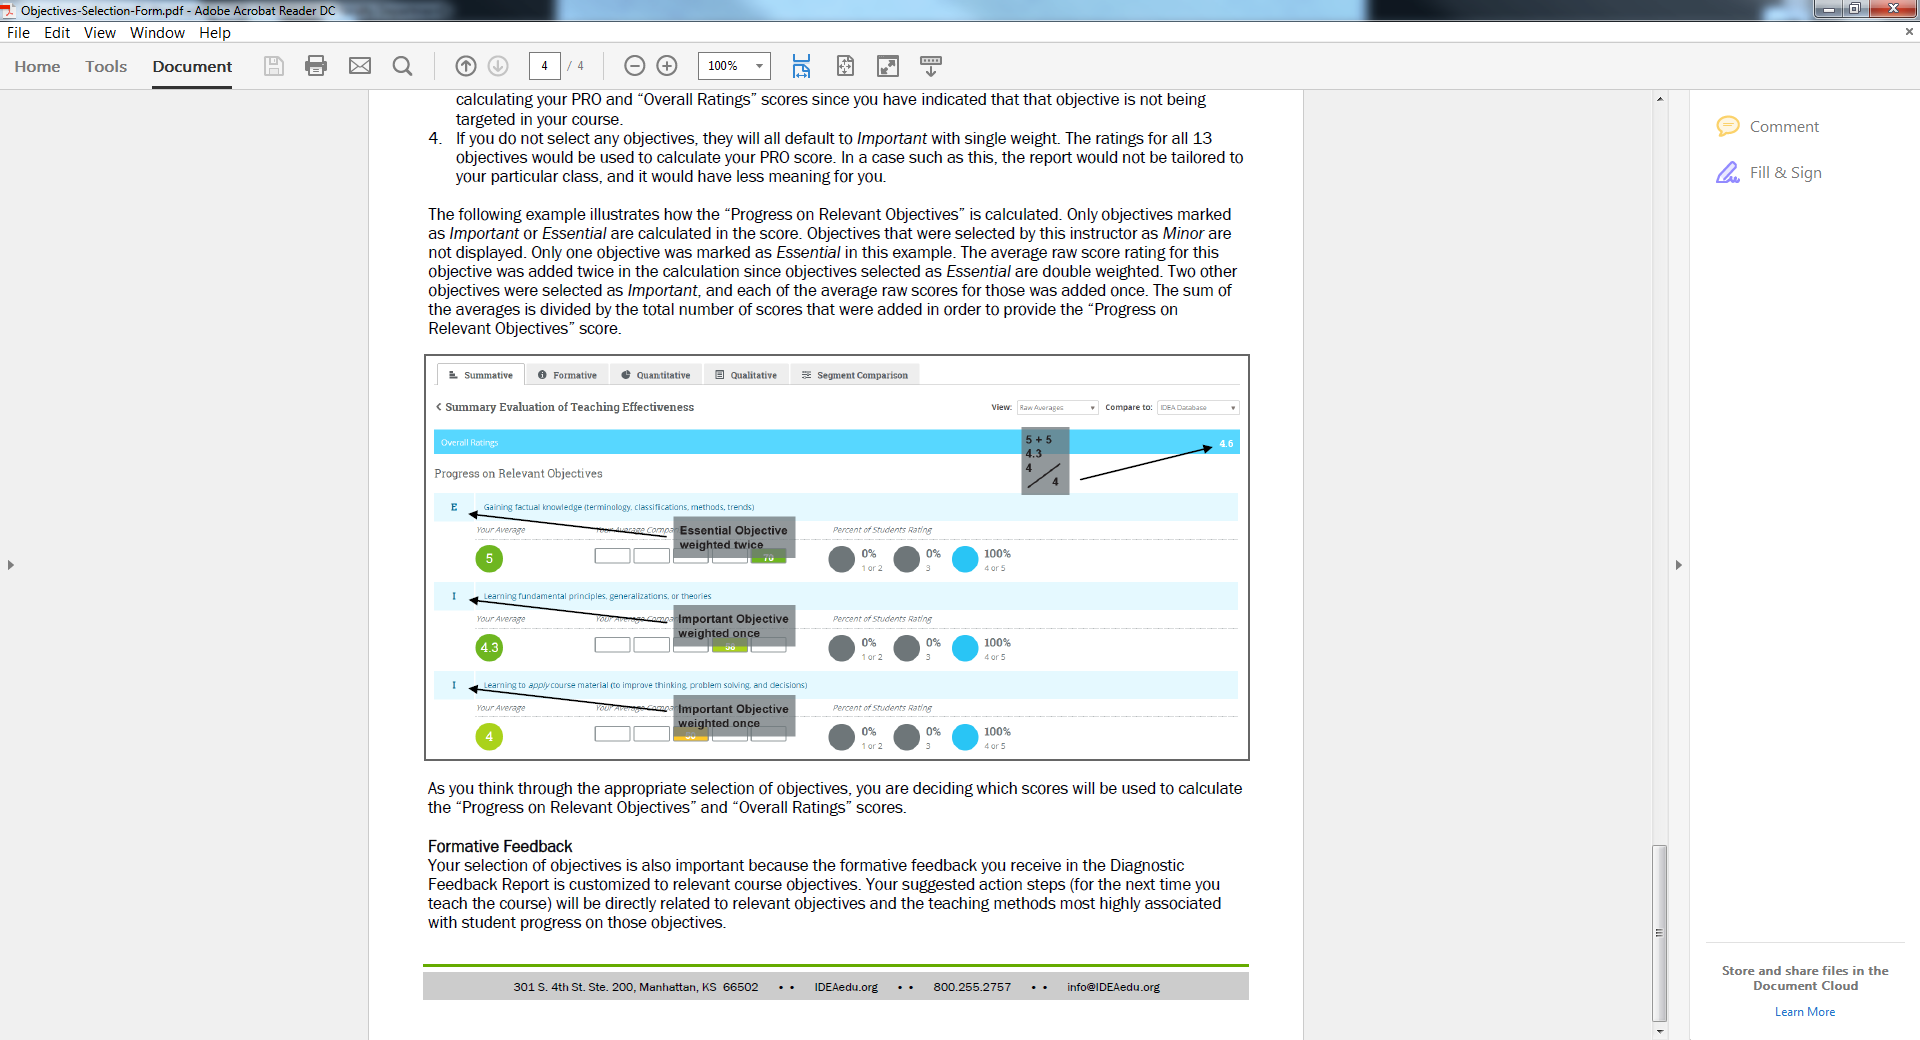 Objectives-Selection-Form.pdf - Adobe Acrobat Reader DC
File Edit View Window Help
Home Tools Document 4 / 4 100%
calculating your PRO and “Overall Ratings” scores since you have indicated that that objective is not being
targeted in your course.
4. If you do not select any objectives, they will all default to Important with single weight. The ratings for all 13
objectives would be used to calculate your PRO score. In a case such as this, the report would not be tailored to
your particular class, and it would have less meaning for you.
The following example illustrates how the “Progress on Relevant Objectives” is calculated. Only objectives marked
as Important or Essential are calculated in the score. Objectives that were selected by this instructor as Minor are
not displayed. Only one objective was marked as Essential in this example. The average raw score rating for this
objective was added twice in the calculation since objectives selected as Essential are double weighted. Two other
objectives were selected as Important, and each of the average raw scores for those was added once. The sum of
the averages is divided by the total number of scores that were added in order to provide the “Progress on
Relevant Objectives” score.
Summative Formative Quantitative Qualitative Segment Comparison
Summary Evaluation of Teaching Effectiveness View: Raw Averages Compare to: IDEA Database
Overall Ratings 4.6
5 + 5
4.3
4
4
Progress on Relevant Objectives
E Gaining factual knowledge (terminology, classifications, methods, trends)
Your Average Your Average Compa Percent of Students Rating
Essential Objective
weighted twice
5 70 0% 0% 100%
1 or 2 3 4 or 5
I Learning fundamental principles, generalizations, or theories
Your Average Your Average Compa Percent of Students Rating
Important Objective
weighted once
4.3 0% 0% 100%
1 or 2 3 4 or 5
I Learning to apply course material (to improve thinking, problem solving, and decisions)
Your Average Your Average Compa Percent of Students Rating
Important Objective
weighted once
4 0% 0% 100%
1 or 2 3 4 or 5
As you think through the appropriate selection of objectives, you are deciding which scores will be used to calculate
the “Progress on Relevant Objectives” and “Overall Ratings” scores.
Formative Feedback
Your selection of objectives is also important because the formative feedback you receive in the Diagnostic
Feedback Report is customized to relevant course objectives. Your suggested action steps (for the next time you
teach the course) will be directly related to relevant objectives and the teaching methods most highly associated
with student progress on those objectives.
301 S. 4th St. Ste. 200, Manhattan, KS 66502 • • IDEAedu.org • • 800.255.2757 • • info@IDEAedu.org
Comment
Fill & Sign
Store and share files in the
Document Cloud
Learn More